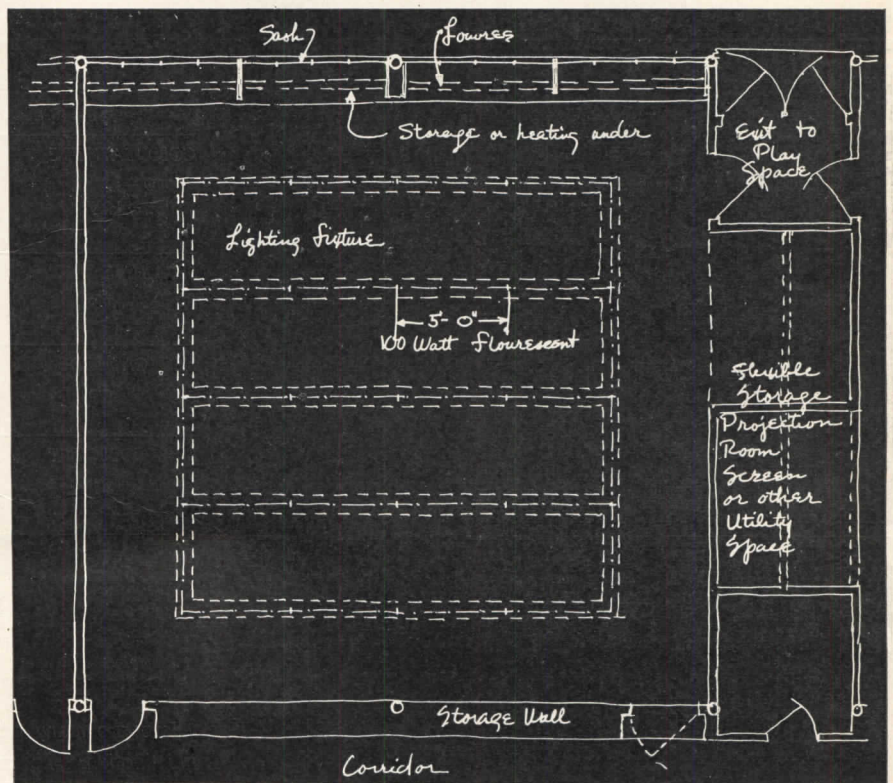 Sash
Louvres
Storage or heating under
Exit to
Play
Space
Lighting fixture
5'-0"
100 Watt Flourescent
Flexible
Storage
Projection
Room
Screen
or other
Utility
Space
Storage Wall
Corridor